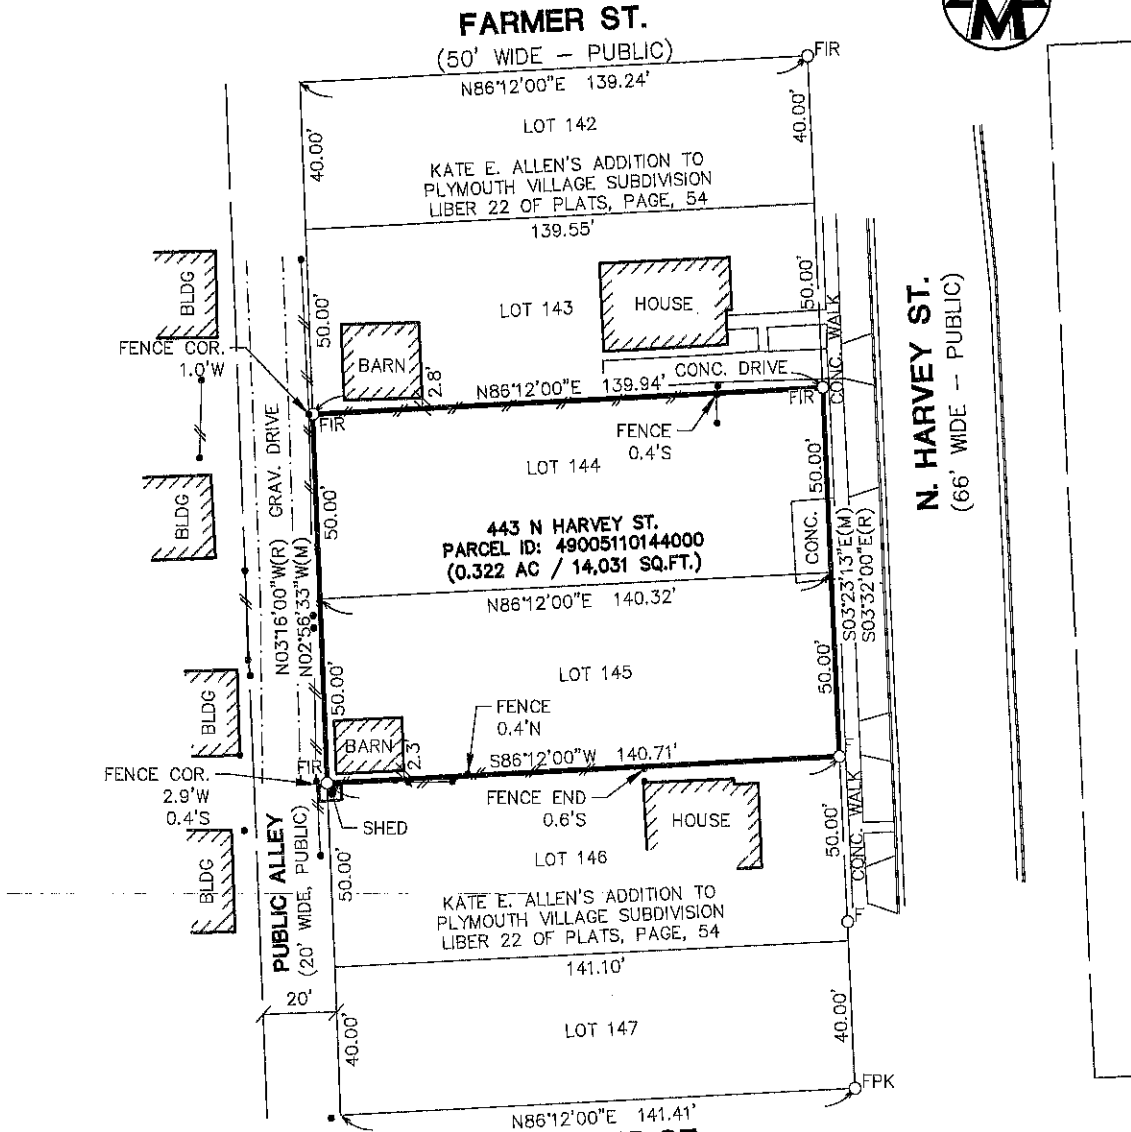 FARMER ST.
(50' WIDE – PUBLIC)
M
FIR
N86°12'00"E 139.24'
LOT 142
40.00'
40.00'
KATE E. ALLEN'S ADDITION TO
PLYMOUTH VILLAGE SUBDIVISION
LIBER 22 OF PLATS, PAGE, 54
139.55'
BLDG
50.00'
LOT 143
HOUSE
50.00'
CONC. WALK
N. HARVEY ST.
(66' WIDE – PUBLIC)
FENCE COR.
1.0'W
BARN
2.8'
CONC. DRIVE
N86°12'00"E 139.94'
FIR
FIR
FENCE
0.4'S
GRAV. DRIVE
LOT 144
50.00'
50.00'
BLDG
443 N HARVEY ST.
PARCEL ID: 49005110144000
(0.322 AC / 14,031 SQ.FT.)
CONC.
N03°16'00"W(R)
N02°56'33"W(M)
S03°23'13"E(M)
S03°32'00"E(R)
N86°12'00"E 140.32'
LOT 145
50.00'
50.00'
BLDG
FENCE
0.4'N
BARN
2.3'
S86°12'00"W 140.71'
F
FIR
FENCE COR.
2.9'W
0.4'S
FENCE END
0.6'S
HOUSE
SHED
CONC. WALK
50.00'
50.00'
LOT 146
BLDG
PUBLIC ALLEY
(20' WIDE, PUBLIC)
KATE E. ALLEN'S ADDITION TO
PLYMOUTH VILLAGE SUBDIVISION
LIBER 22 OF PLATS, PAGE, 54
F
141.10'
20'
LOT 147
40.00'
40.00'
FPK
N86°12'00"E 141.41'